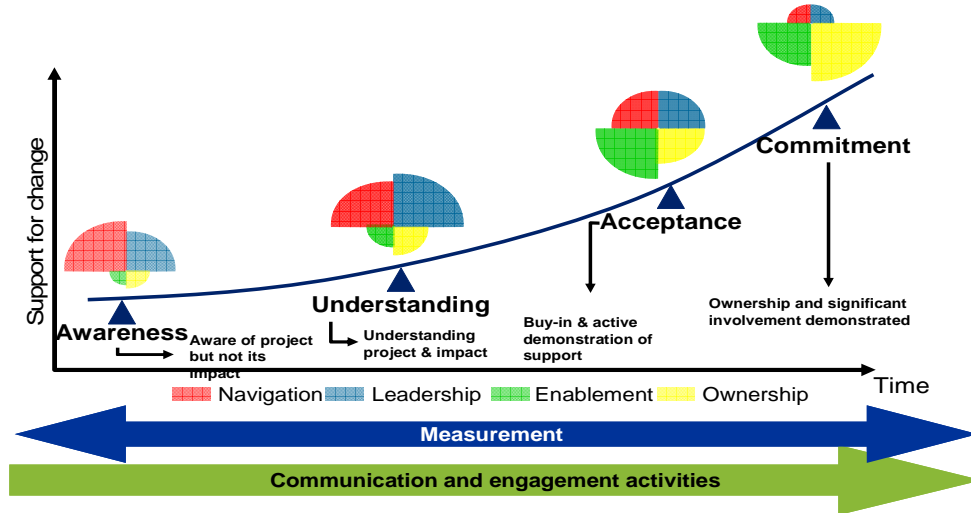 Support for change
Commitment
Acceptance
Understanding
Awareness
Aware of project
but not its
impact
Understanding
project & impact
Buy-in & active
demonstration of
support
Ownership and significant
involvement demonstrated
Time
Navigation
Leadership
Enablement
Ownership
Measurement
Communication and engagement activities